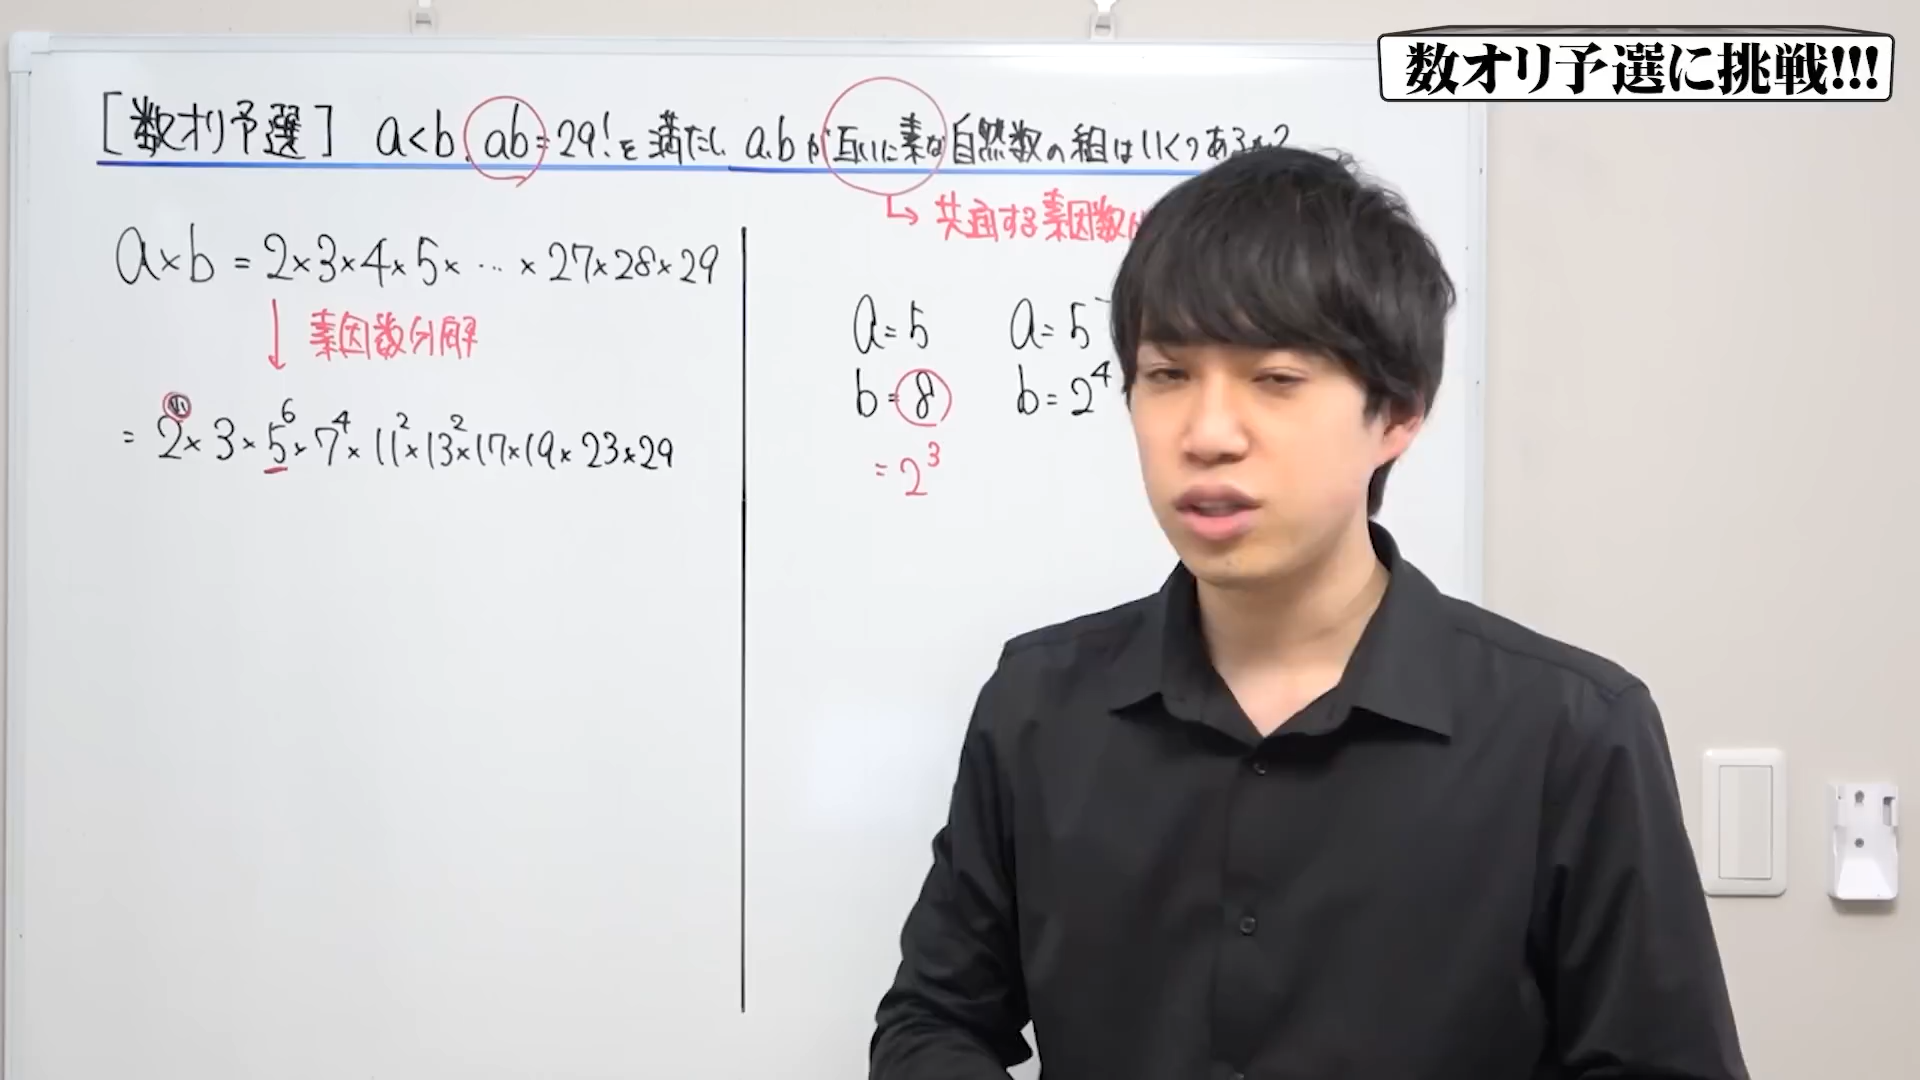 数オリ予選に挑戦!!!
[数オリ予選] a<b、ab=29!を満たし、a,bが互いに素な自然数の組はいくつあるか?
↳ 共通する素因数
a×b = 2×3×4×5× … ×27×28×29
↓ 素因数分解
= 2×3×5⁶×7⁴×11²×13²×17×19×23×29
a=5
b=8
=2³
a=5
b=2⁴